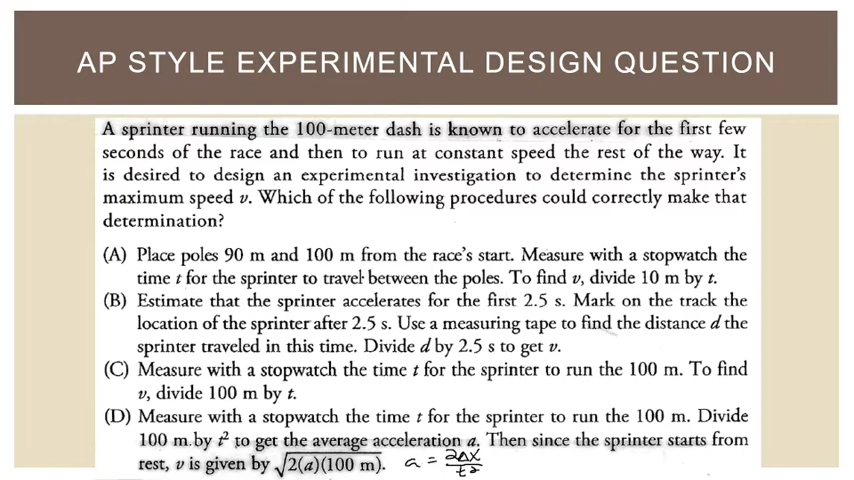 AP STYLE EXPERIMENTAL DESIGN QUESTION
A sprinter running the 100-meter dash is known to accelerate for the first few
seconds of the race and then to run at constant speed the rest of the way. It
is desired to design an experimental investigation to determine the sprinter's
maximum speed v. Which of the following procedures could correctly make that
determination?
(A) Place poles 90 m and 100 m from the race's start. Measure with a stopwatch the
time t for the sprinter to travel between the poles. To find v, divide 10 m by t.
(B) Estimate that the sprinter accelerates for the first 2.5 s. Mark on the track the
location of the sprinter after 2.5 s. Use a measuring tape to find the distance d the
sprinter traveled in this time. Divide d by 2.5 s to get v.
(C) Measure with a stopwatch the time t for the sprinter to run the 100 m. To find
v, divide 100 m by t.
(D) Measure with a stopwatch the time t for the sprinter to run the 100 m. Divide
100 m by t² to get the average acceleration a. Then since the sprinter starts from
rest, v is given by √2(a)(100 m). a = 2Δx/t²